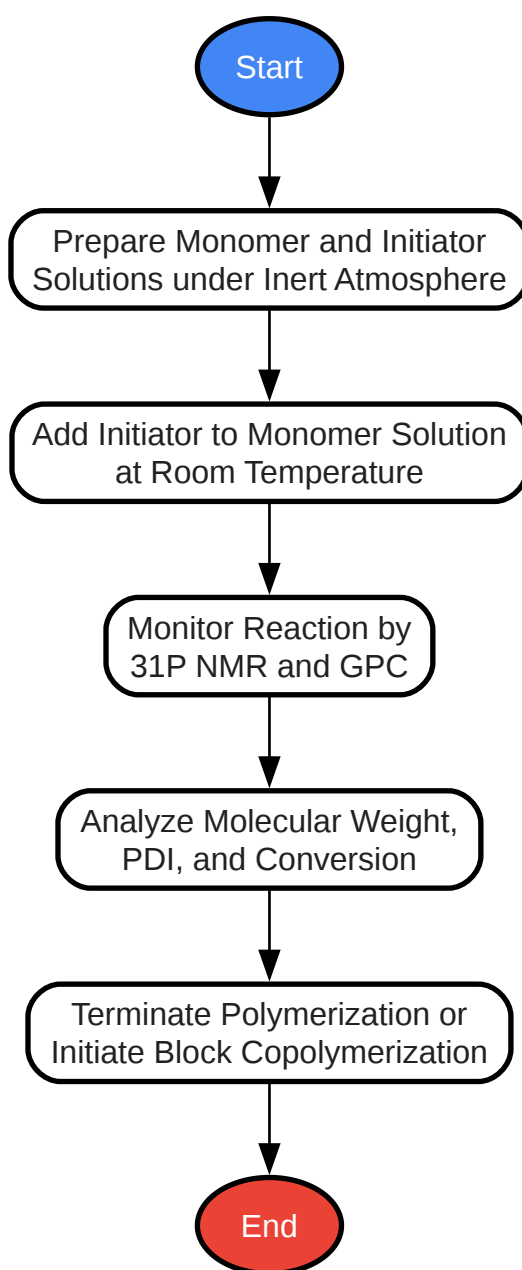 Start
Prepare Monomer and Initiator
Solutions under Inert Atmosphere
Add Initiator to Monomer Solution
at Room Temperature
Monitor Reaction by
31P NMR and GPC
Analyze Molecular Weight,
PDI, and Conversion
Terminate Polymerization or
Initiate Block Copolymerization
End